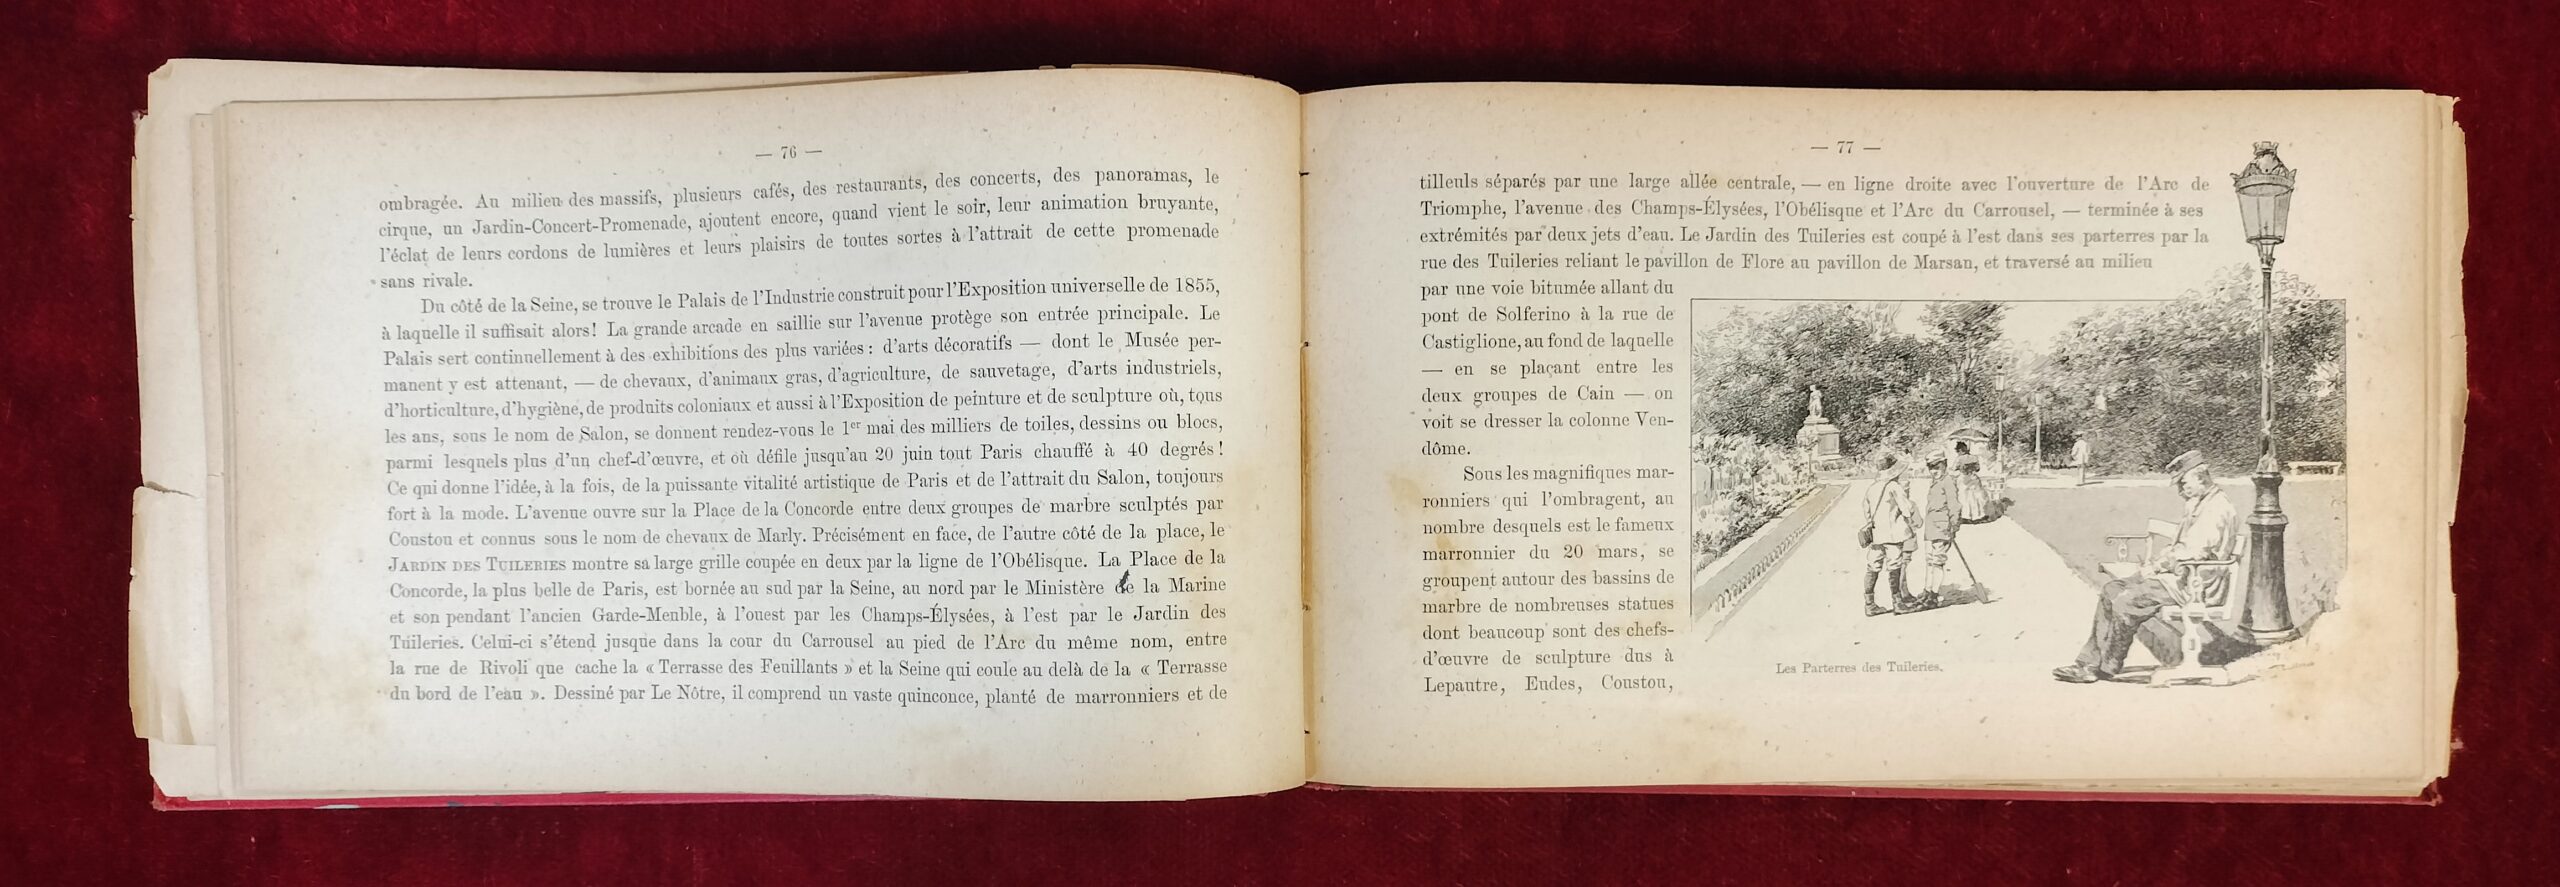 — 76 —
ombragée. Au milieu des massifs, plusieurs cafés, des restaurants, des concerts, des panoramas, le
cirque, un Jardin-Concert-Promenade, ajoutent encore, quand vient le soir, leur animation bruyante,
l'éclat de leurs cordons de lumières et leurs plaisirs de toutes sortes à l'attrait de cette promenade
sans rivale.
Du côté de la Seine, se trouve le Palais de l'Industrie construit pour l'Exposition universelle de 1855,
à laquelle il suffisait alors! La grande arcade en saillie sur l'avenue protège son entrée principale. Le
Palais sert continuellement à des exhibitions des plus variées : d'arts décoratifs — dont le Musée per-
manent y est attenant, — de chevaux, d'animaux gras, d'agriculture, de sauvetage, d'arts industriels,
d'horticulture, d'hygiène, de produits coloniaux et aussi à l'Exposition de peinture et de sculpture où, tous
les ans, sous le nom de Salon, se donnent rendez-vous le 1er mai des milliers de toiles, dessins ou blocs,
parmi lesquels plus d'un chef-d'œuvre, et où défile jusqu'au 20 juin tout Paris chauffé à 40 degrés!
Ce qui donne l'idée, à la fois, de la puissante vitalité artistique de Paris et de l'attrait du Salon, toujours
fort à la mode. L'avenue ouvre sur la Place de la Concorde entre deux groupes de marbre sculptés par
Coustou et connus sous le nom de chevaux de Marly. Précisément en face, de l'autre côté de la place, le
JARDIN DES TUILERIES montre sa large grille coupée en deux par la ligne de l'Obélisque. La Place de la
Concorde, la plus belle de Paris, est bornée au sud par la Seine, au nord par le Ministère de la Marine
et son pendant l'ancien Garde-Meuble, à l'ouest par les Champs-Élysées, à l'est par le Jardin des
Tuileries. Celui-ci s'étend jusque dans la cour du Carrousel au pied de l'Arc du même nom, entre
la rue de Rivoli que cache la « Terrasse des Feuillants » et la Seine qui coule au delà de la « Terrasse
du bord de l'eau ». Dessiné par Le Nôtre, il comprend un vaste quinconce, planté de marronniers et de
— 77 —
tilleuls séparés par une large allée centrale, — en ligne droite avec l'ouverture de l'Arc de
Triomphe, l'avenue des Champs-Élysées, l'Obélisque et l'Arc du Carrousel, — terminée à ses
extrémités par deux jets d'eau. Le Jardin des Tuileries est coupé à l'est dans ses parterres par la
rue des Tuileries reliant le pavillon de Flore au pavillon de Marsan, et traversé au milieu
par une voie bitumée allant du
pont de Solferino à la rue de
Castiglione, au fond de laquelle
— en se plaçant entre les
deux groupes de Cain — on
voit se dresser la colonne Ven-
dôme.
Sous les magnifiques mar-
ronniers qui l'ombragent, au
nombre desquels est le fameux
marronnier du 20 mars, se
groupent autour des bassins de
marbre de nombreuses statues
dont beaucoup sont des chefs-
d'œuvre de sculpture dus à
Lepautre, Eudes, Coustou,
Les Parterres des Tuileries.